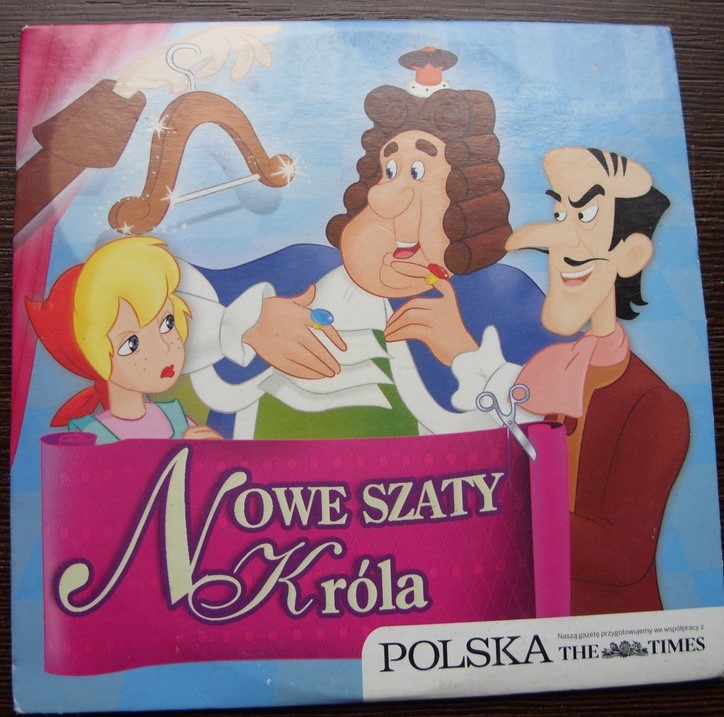 NOWE SZATY
Króla
Naszą gazetę przygotowujemy we współpracy z
POLSKA THE TIMES